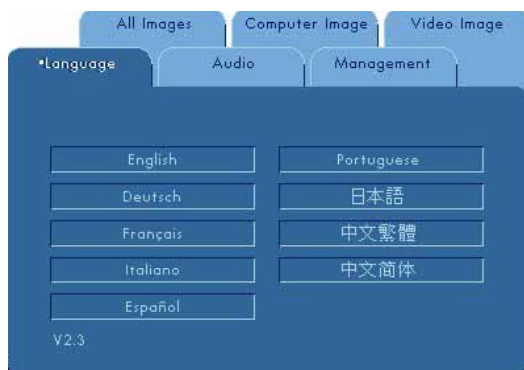 All Images Computer Image Video Image
•Language Audio Management
English Portuguese
Deutsch 日本語
Français 中文繁體
Italiano 中文简体
Español
V2.3